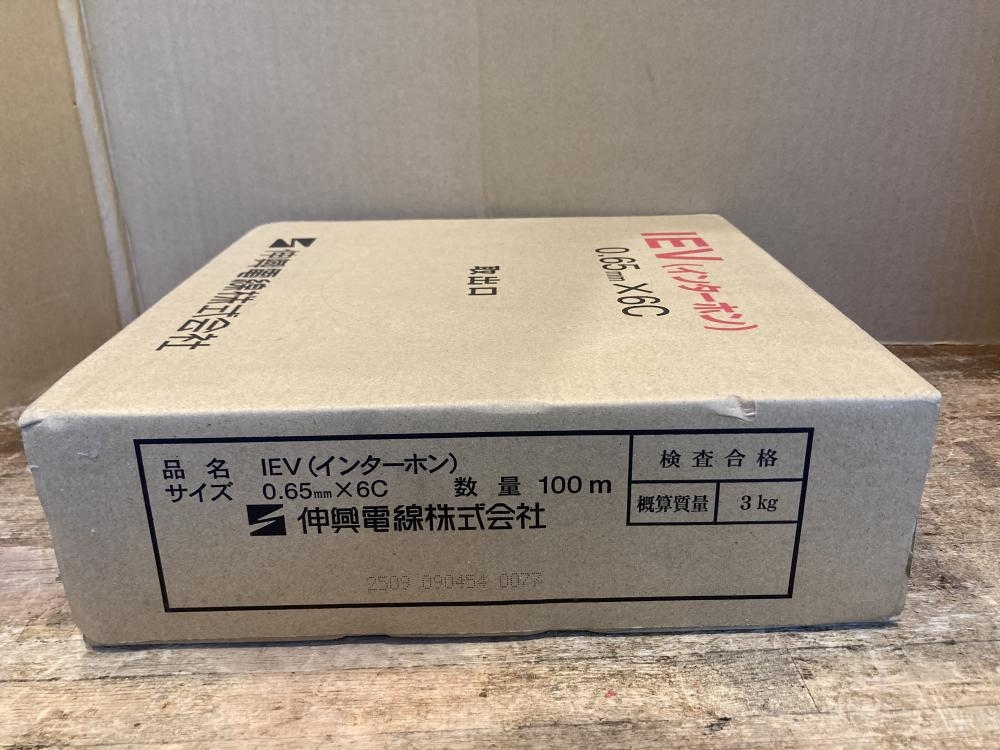 IEV(インターホン)
0.65mm×6C
取出口
伸興電線株式会社
品名 IEV(インターホン)
サイズ 0.65mm×6C 数量 100m
伸興電線株式会社
検査合格
概算質量 3kg
2509 090454 0077